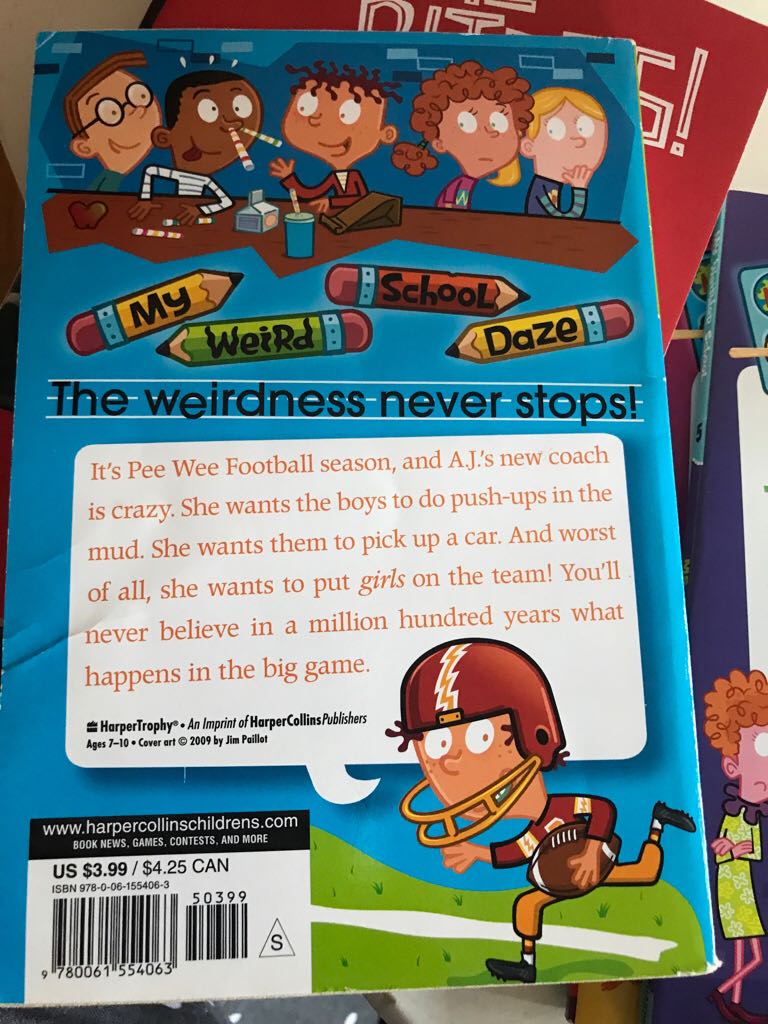 My
School
Weird
Daze
The weirdness never stops!
It's Pee Wee Football season, and A.J.'s new coach
is crazy. She wants the boys to do push-ups in the
mud. She wants them to pick up a car. And worst
of all, she wants to put girls on the team! You'll
never believe in a million hundred years what
happens in the big game.
HarperTrophy® • An Imprint of HarperCollinsPublishers
Ages 7–10 • Cover art © 2009 by Jim Paillot
www.harpercollinschildrens.com
BOOK NEWS, GAMES, CONTESTS, AND MORE
US $3.99 / $4.25 CAN
ISBN 978-0-06-155406-3
50399
S
9 780061 554063
W
5